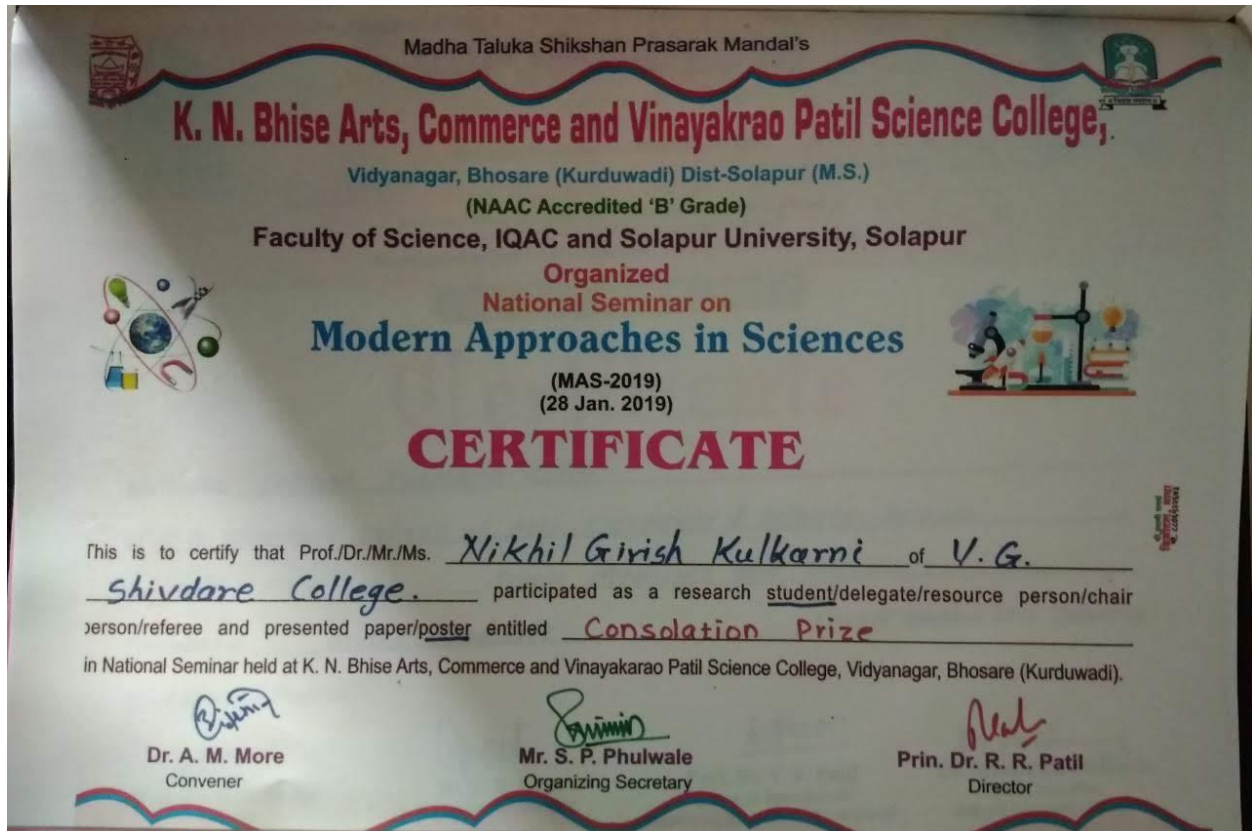 Madha Taluka Shikshan Prasarak Mandal's
K. N. Bhise Arts, Commerce and Vinayakrao Patil Science College,
Vidyanagar, Bhosare (Kurduwadi) Dist-Solapur (M.S.)
(NAAC Accredited 'B' Grade)
Faculty of Science, IQAC and Solapur University, Solapur
Organized
National Seminar on
Modern Approaches in Sciences
(MAS-2019)
(28 Jan. 2019)
CERTIFICATE
This is to certify that Prof./Dr./Mr./Ms. Nikhil Girish Kulkarni of V. G.
Shivdare College. participated as a research student/delegate/resource person/chair
person/referee and presented paper/poster entitled Consolation Prize
in National Seminar held at K. N. Bhise Arts, Commerce and Vinayakarao Patil Science College, Vidyanagar, Bhosare (Kurduwadi).
Dr. A. M. More
Convener
Mr. S. P. Phulwale
Organizing Secretary
Prin. Dr. R. R. Patil
Director